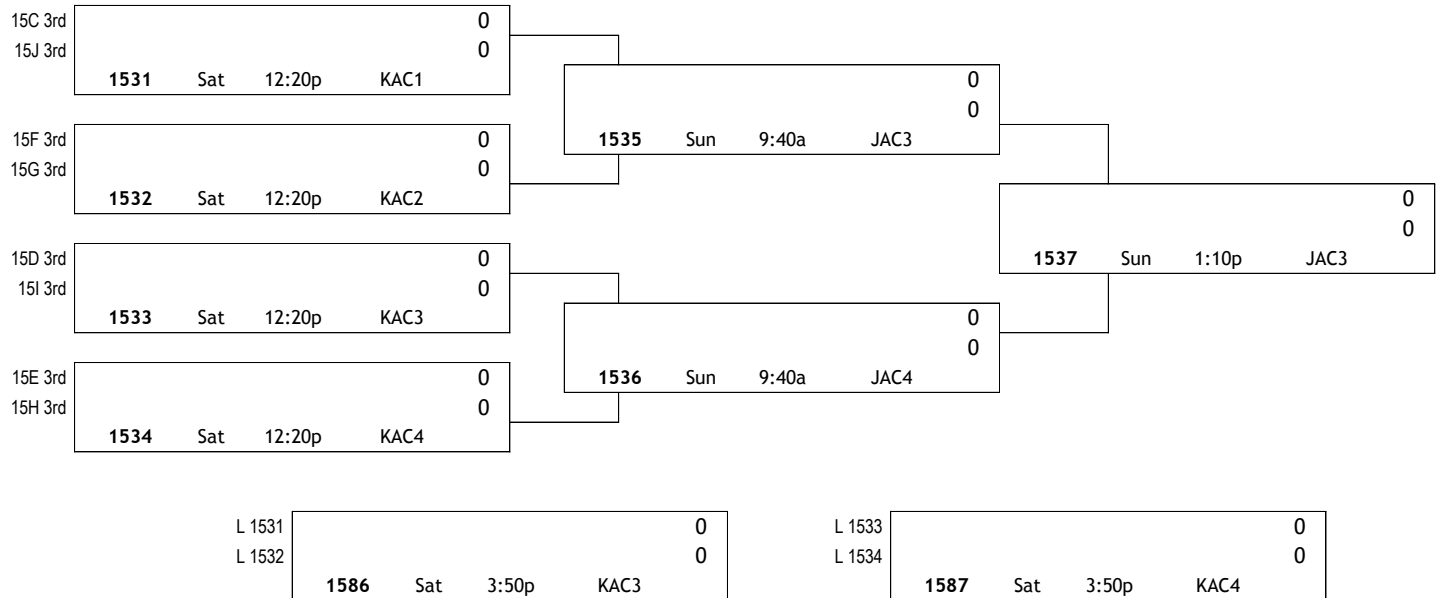 15C 3rd 0
15J 3rd 0
1531 Sat 12:20p KAC1
15F 3rd 0
15G 3rd 0
1532 Sat 12:20p KAC2
15D 3rd 0
15I 3rd 0
1533 Sat 12:20p KAC3
15E 3rd 0
15H 3rd 0
1534 Sat 12:20p KAC4
0
0
1535 Sun 9:40a JAC3
0
0
1536 Sun 9:40a JAC4
0
0
1537 Sun 1:10p JAC3
L 1531 0
L 1532 0
1586 Sat 3:50p KAC3
L 1533 0
L 1534 0
1587 Sat 3:50p KAC4